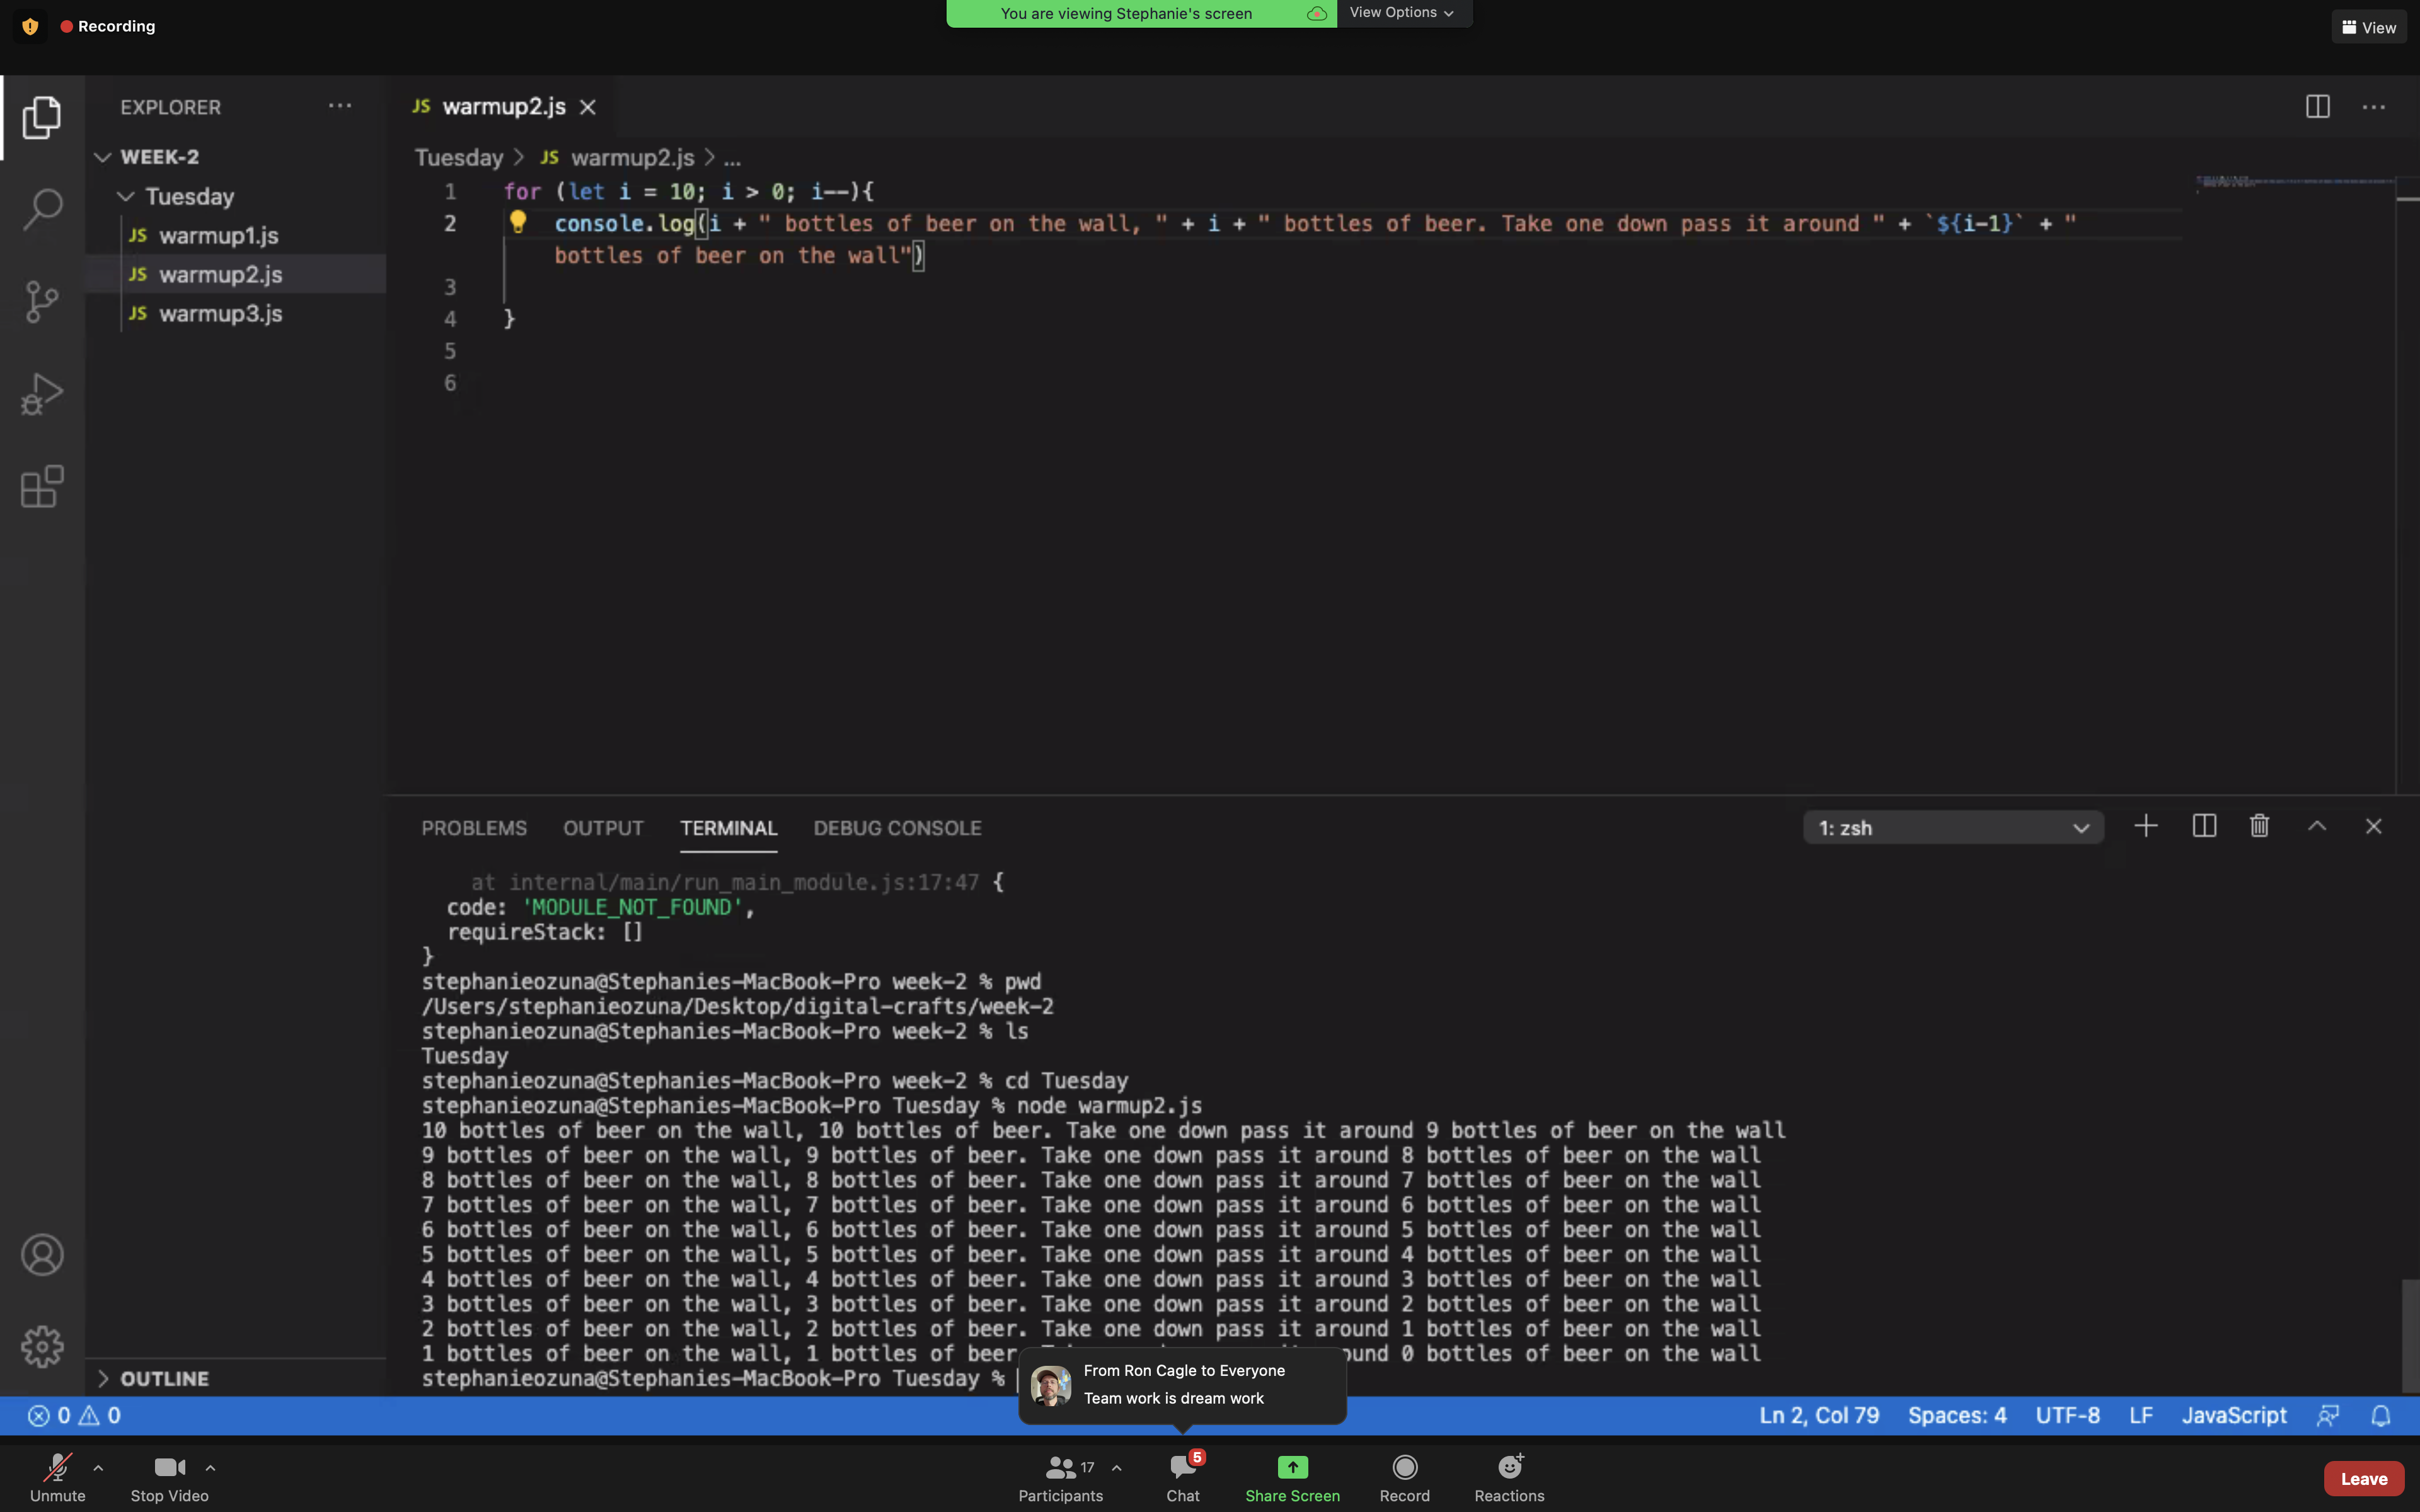 Recording
You are viewing Stephanie's screen
View Options
View
EXPLORER
JS warmup2.js
WEEK-2
Tuesday > JS warmup2.js > ...
Tuesday
JS warmup1.js
JS warmup2.js
JS warmup3.js
1 for (let i = 10; i > 0; i--){
2 console.log(i + " bottles of beer on the wall, " + i + " bottles of beer. Take one down pass it around " + `${i-1}` + "
bottles of beer on the wall")
3
4 }
5
6
PROBLEMS OUTPUT TERMINAL DEBUG CONSOLE
1: zsh
at internal/main/run_main_module.js:17:47 {
code: 'MODULE_NOT_FOUND',
requireStack: []
}
stephanieozuna@Stephanies-MacBook-Pro week-2 % pwd
/Users/stephanieozuna/Desktop/digital-crafts/week-2
stephanieozuna@Stephanies-MacBook-Pro week-2 % ls
Tuesday
stephanieozuna@Stephanies-MacBook-Pro week-2 % cd Tuesday
stephanieozuna@Stephanies-MacBook-Pro Tuesday % node warmup2.js
10 bottles of beer on the wall, 10 bottles of beer. Take one down pass it around 9 bottles of beer on the wall
9 bottles of beer on the wall, 9 bottles of beer. Take one down pass it around 8 bottles of beer on the wall
8 bottles of beer on the wall, 8 bottles of beer. Take one down pass it around 7 bottles of beer on the wall
7 bottles of beer on the wall, 7 bottles of beer. Take one down pass it around 6 bottles of beer on the wall
6 bottles of beer on the wall, 6 bottles of beer. Take one down pass it around 5 bottles of beer on the wall
5 bottles of beer on the wall, 5 bottles of beer. Take one down pass it around 4 bottles of beer on the wall
4 bottles of beer on the wall, 4 bottles of beer. Take one down pass it around 3 bottles of beer on the wall
3 bottles of beer on the wall, 3 bottles of beer. Take one down pass it around 2 bottles of beer on the wall
2 bottles of beer on the wall, 2 bottles of beer. Take one down pass it around 1 bottles of beer on the wall
1 bottles of beer on the wall, 1 bottles of beer 0 bottles of beer on the wall
stephanieozuna@Stephanies-MacBook-Pro Tuesday %
OUTLINE
From Ron Cagle to Everyone
Team work is dream work
0 0
Ln 2, Col 79 Spaces: 4 UTF-8 LF JavaScript
Unmute
Stop Video
17
Participants
5
Chat
Share Screen
Record
Reactions
Leave